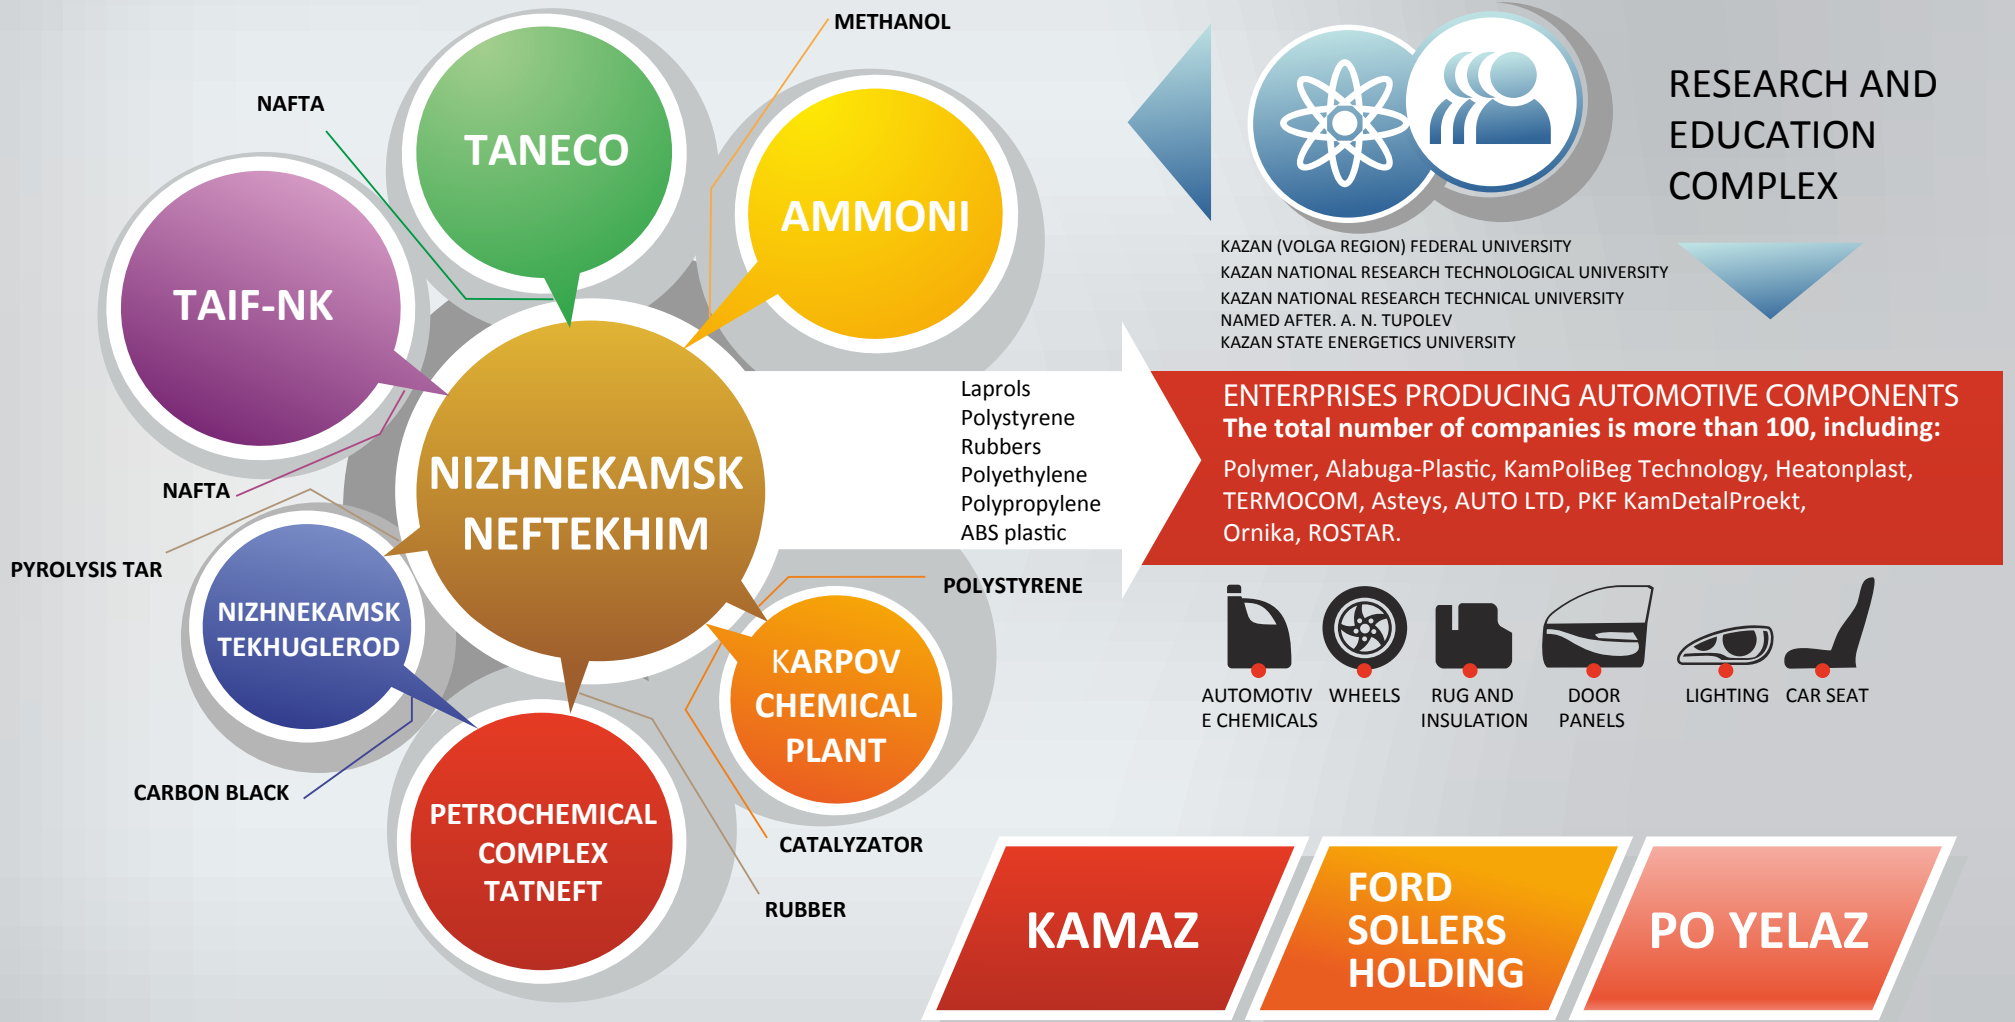 METHANOL
NAFTA
TANECO
AMMONI
TAIF-NK
NAFTA
NIZHNEKAMSK
NEFTEKHIM
PYROLYSIS TAR
NIZHNEKAMSK
TEKHUGLEROD
CARBON BLACK
PETROCHEMICAL
COMPLEX
TATNEFT
KARPOV
CHEMICAL
PLANT
POLYSTYRENE
CATALYZATOR
RUBBER
Laprols
Polystyrene
Rubbers
Polyethylene
Polypropylene
ABS plastic
RESEARCH AND
EDUCATION
COMPLEX
KAZAN (VOLGA REGION) FEDERAL UNIVERSITY
KAZAN NATIONAL RESEARCH TECHNOLOGICAL UNIVERSITY
KAZAN NATIONAL RESEARCH TECHNICAL UNIVERSITY
NAMED AFTER. A. N. TUPOLEV
KAZAN STATE ENERGETICS UNIVERSITY
ENTERPRISES PRODUCING AUTOMOTIVE COMPONENTS
The total number of companies is more than 100, including:
Polymer, Alabuga-Plastic, KamPoliBeg Technology, Heatonplast,
TERMOCOM, Asteys, AUTO LTD, PKF KamDetalProekt,
Ornika, ROSTAR.
AUTOMOTIV
E CHEMICALS
WHEELS
RUG AND
INSULATION
DOOR
PANELS
LIGHTING
CAR SEAT
KAMAZ
FORD
SOLLERS
HOLDING
PO YELAZ